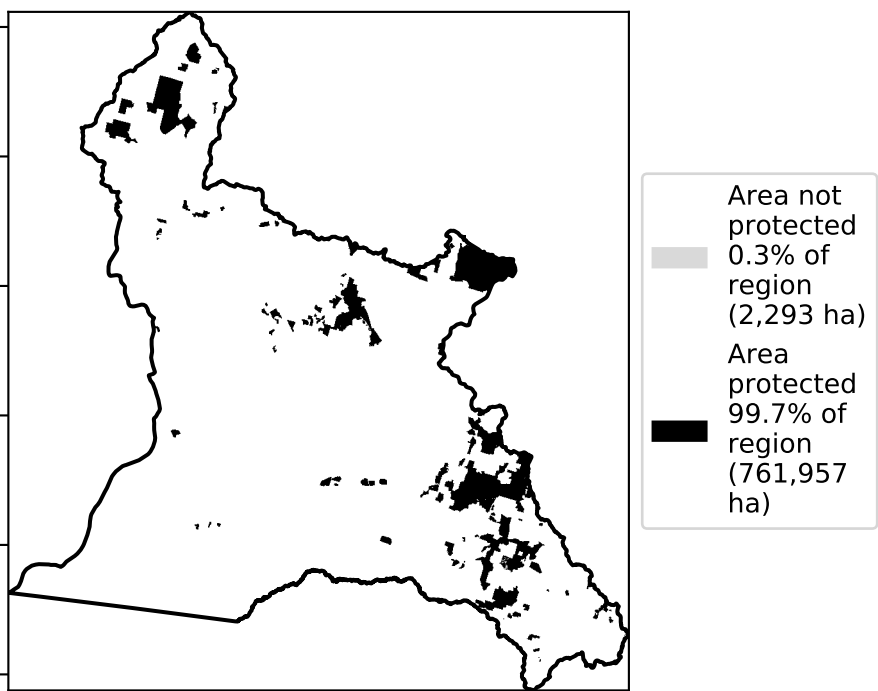 Area not
protected
0.3% of
region
(2,293 ha)
Area
protected
99.7% of
region
(761,957
ha)